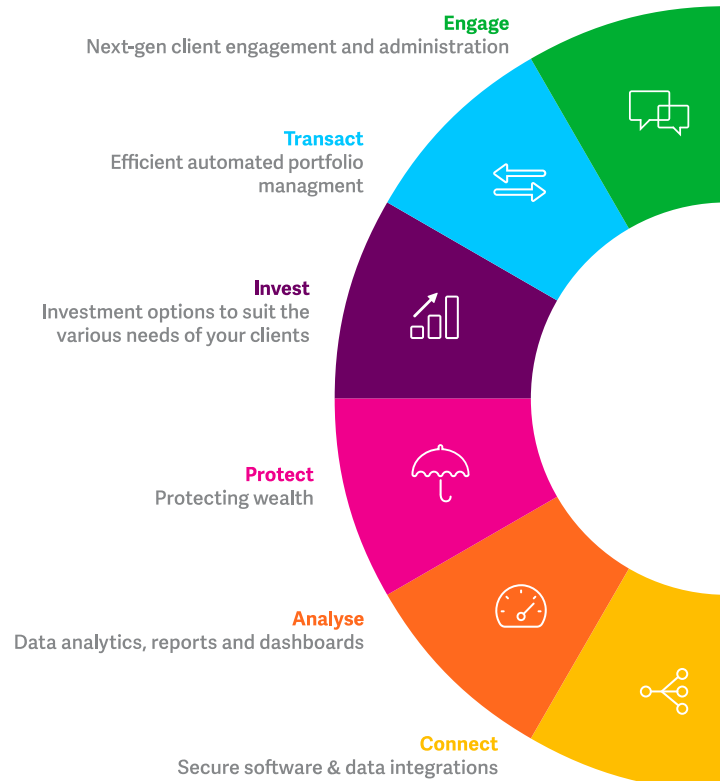 Engage
Next-gen client engagement and administration
Transact
Efficient automated portfolio
managment
Invest
Investment options to suit the
various needs of your clients
Protect
Protecting wealth
Analyse
Data analytics, reports and dashboards
Connect
Secure software & data integrations